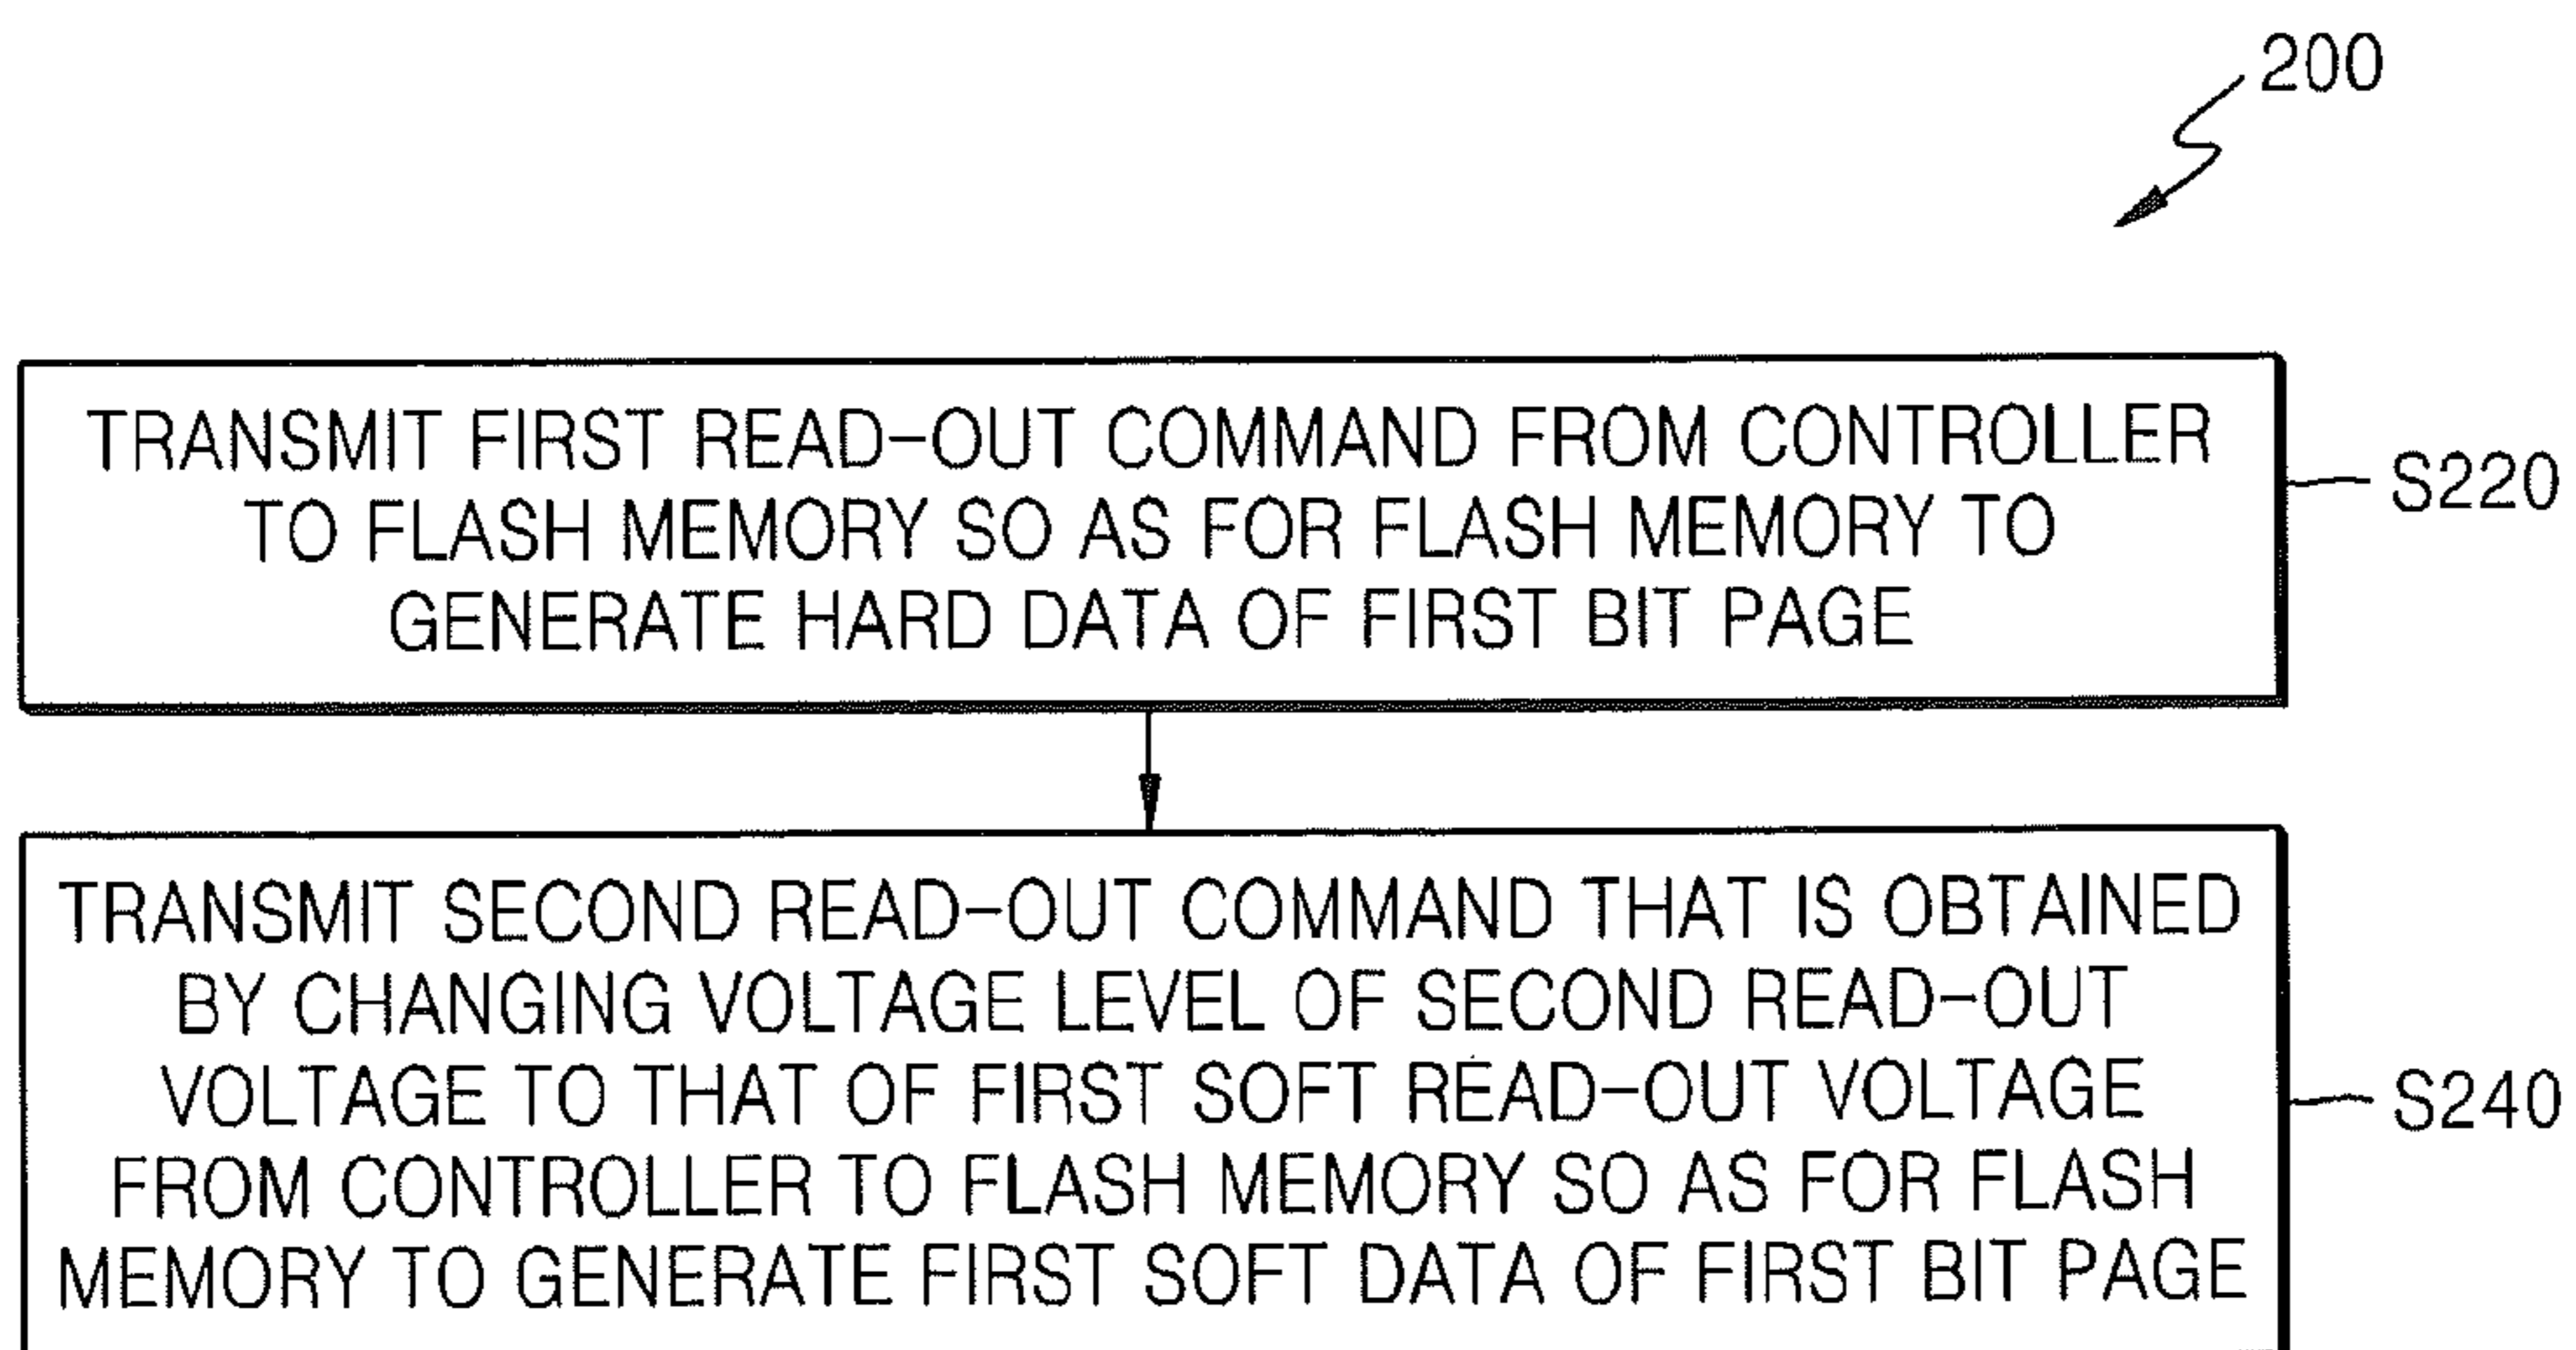 200
TRANSMIT FIRST READ-OUT COMMAND FROM CONTROLLER
TO FLASH MEMORY SO AS FOR FLASH MEMORY TO
GENERATE HARD DATA OF FIRST BIT PAGE
S220
TRANSMIT SECOND READ-OUT COMMAND THAT IS OBTAINED
BY CHANGING VOLTAGE LEVEL OF SECOND READ-OUT
VOLTAGE TO THAT OF FIRST SOFT READ-OUT VOLTAGE
FROM CONTROLLER TO FLASH MEMORY SO AS FOR FLASH
MEMORY TO GENERATE FIRST SOFT DATA OF FIRST BIT PAGE
S240